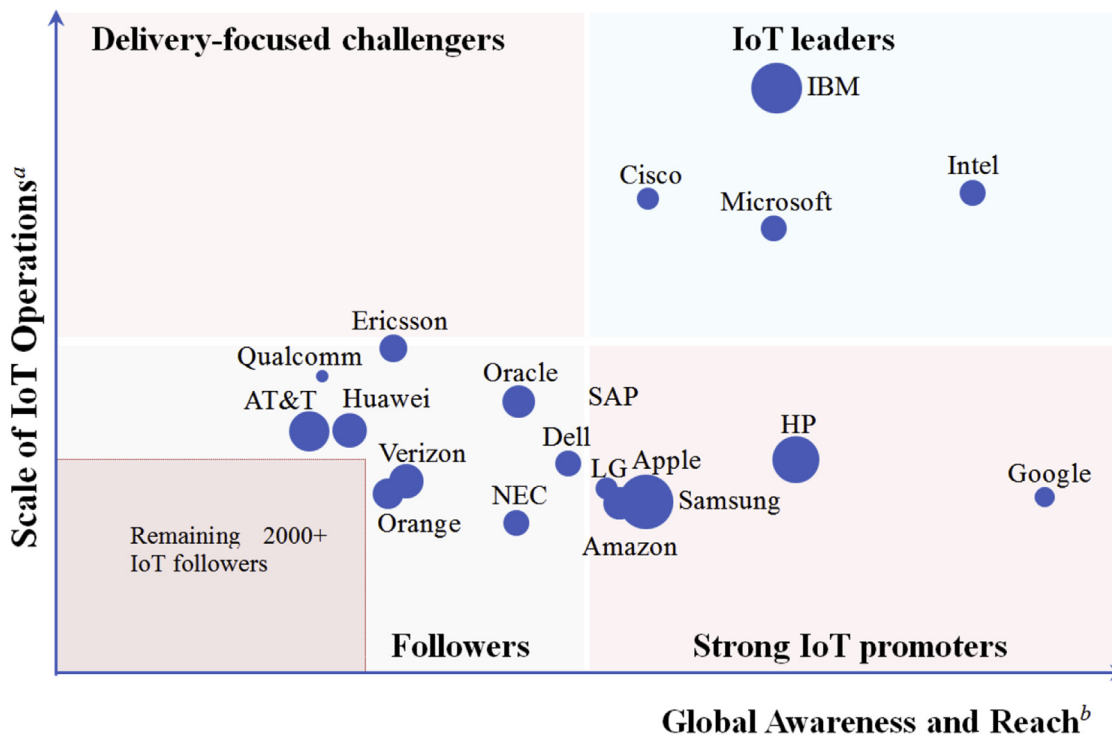 Delivery-focused challengers
IoT leaders
IBM
Cisco
Intel
Microsoft
Scale of IoT Operationsᵃ
Ericsson
Qualcomm
Oracle
SAP
AT&T
Huawei
HP
Dell
Verizon
LG
Apple
Google
NEC
Samsung
Orange
Amazon
Remaining 2000+
IoT followers
Followers
Strong IoT promoters
Global Awareness and Reachᵇ